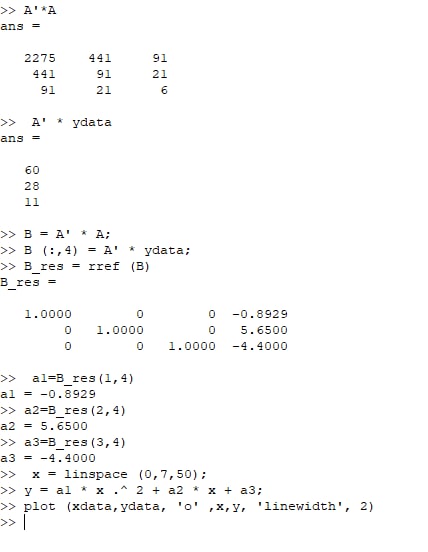 >> A'*A
ans =
2275 441 91
441 91 21
91 21 6
>> A' * ydata
ans =
60
28
11
>> B = A' * A;
>> B (:,4) = A' * ydata;
>> B_res = rref (B)
B_res =
1.0000 0 0 -0.8929
0 1.0000 0 5.6500
0 0 1.0000 -4.4000
>> a1=B_res(1,4)
a1 = -0.8929
>> a2=B_res(2,4)
a2 = 5.6500
>> a3=B_res(3,4)
a3 = -4.4000
>> x = linspace (0,7,50);
>> y = a1 * x .^ 2 + a2 * x + a3;
>> plot (xdata,ydata, 'o' ,x,y, 'linewidth', 2)
>>